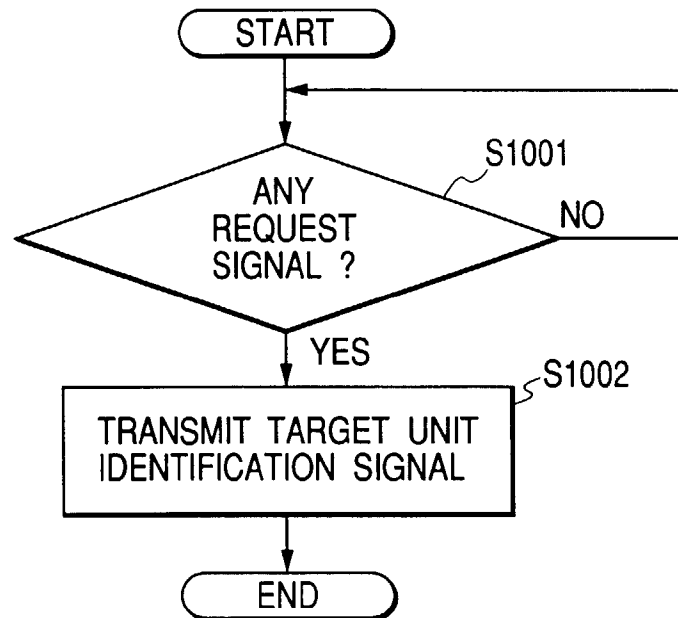 START
S1001
ANY
REQUEST
SIGNAL ?
NO
YES
S1002
TRANSMIT TARGET UNIT
IDENTIFICATION SIGNAL
END